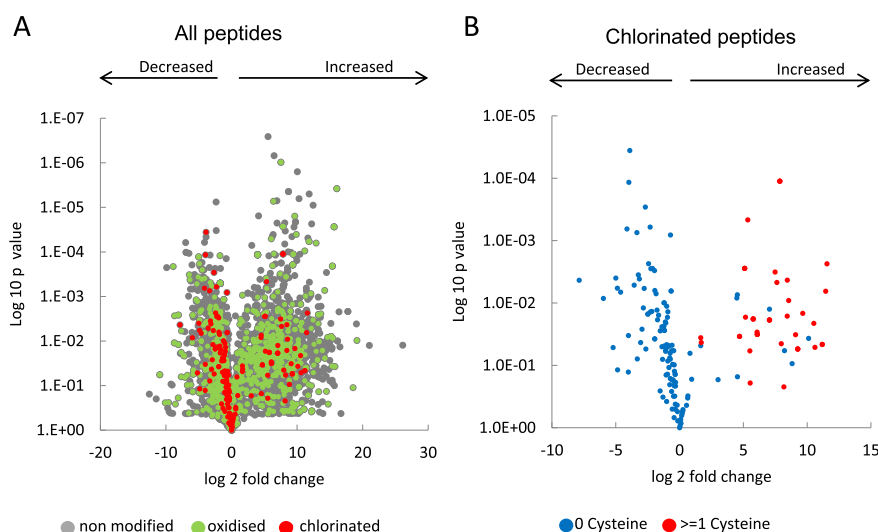 A
All peptides
Decreased
Increased
1.E-07
1.E-06
1.E-05
1.E-04
1.E-03
1.E-02
1.E-01
1.E+00
Log 10 p value
-20
-10
0
10
20
30
log 2 fold change
non modified
oxidised
chlorinated
B
Chlorinated peptides
Decreased
Increased
1.0E-05
1.0E-04
1.0E-03
1.0E-02
1.0E-01
1.0E+00
Log 10 p value
-10
-5
0
5
10
15
log 2 fold change
0 Cysteine
>=1 Cysteine